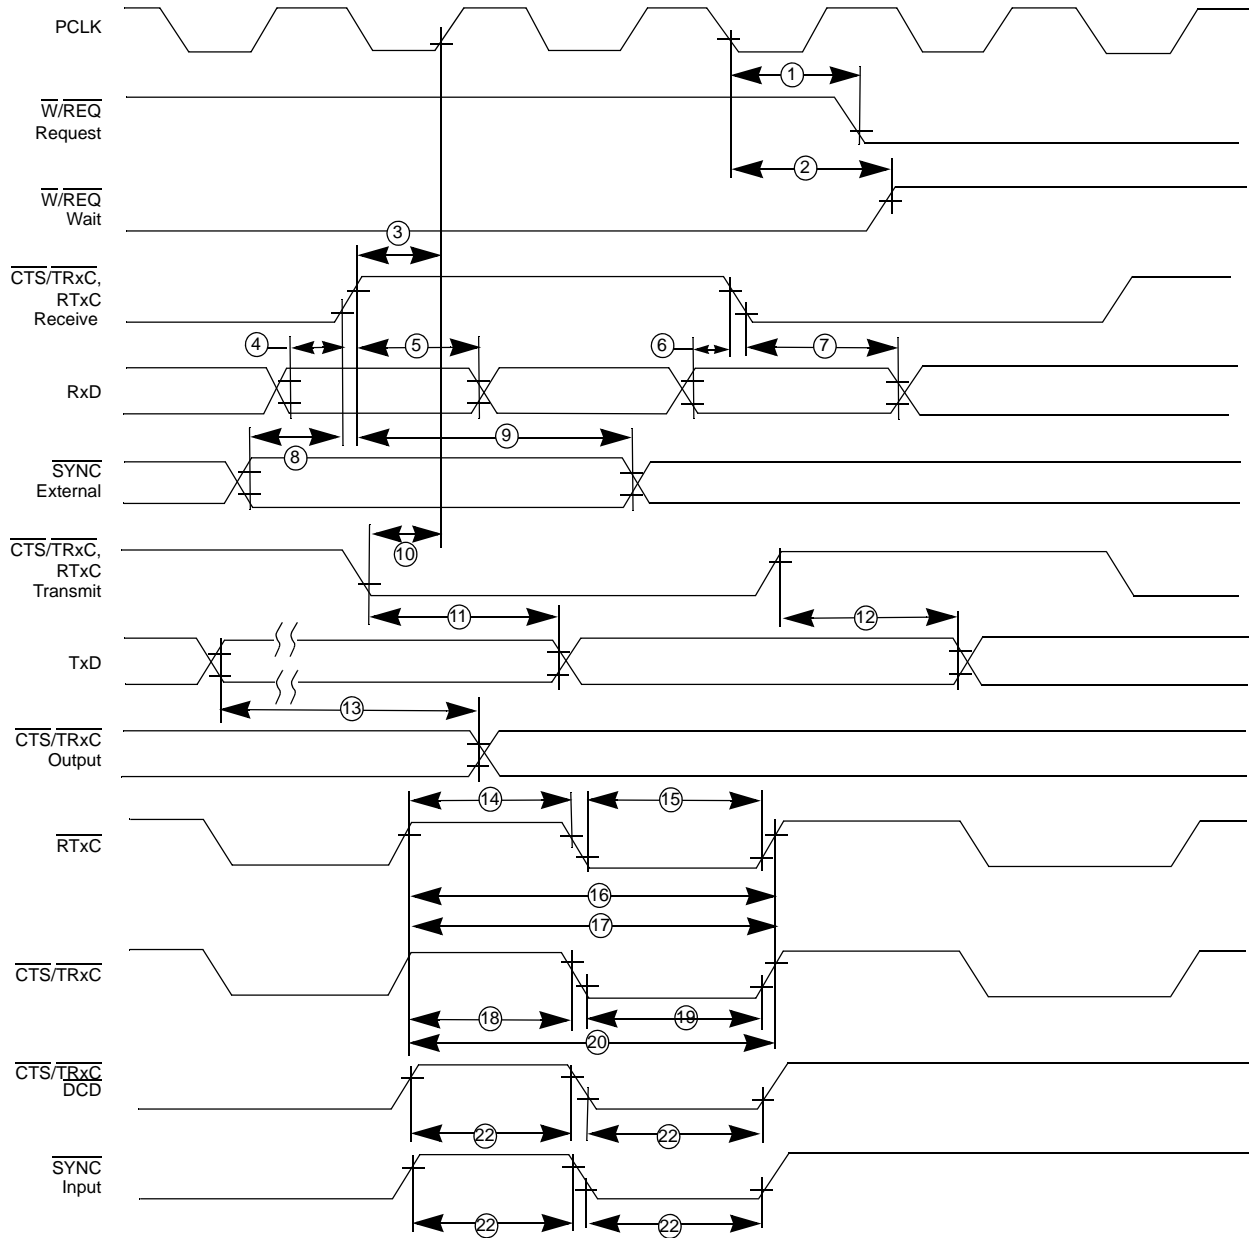 PCLK
1
W/REQ
Request
2
W/REQ
Wait
3
CTS/TRxC,
RTxC
Receive
4
5
6
7
RxD
8
9
SYNC
External
10
CTS/TRxC,
RTxC
Transmit
11
12
TxD
13
CTS/TRxC
Output
14
15
RTxC
16
17
CTS/TRxC
18
19
20
CTS/TRxC
DCD
22
22
SYNC
Input
22
22